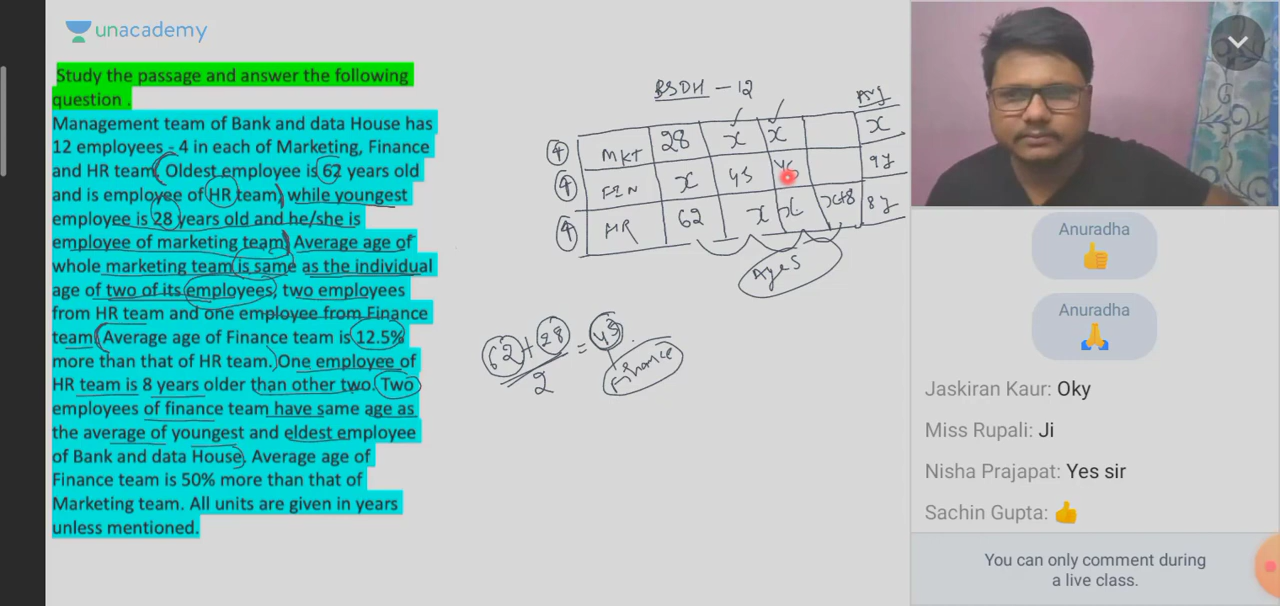 unacademy
Study the passage and answer the following
question .
Management team of Bank and data House has
12 employees - 4 in each of Marketing, Finance
and HR team. Oldest employee is 62 years old
and is employee of HR team, while youngest
employee is 28 years old and he/she is
employee of marketing team. Average age of
whole marketing team is same as the individual
age of two of its employees, two employees
from HR team and one employee from Finance
team. Average age of Finance team is 12.5%
more than that of HR team. One employee of
HR team is 8 years older than other two. Two
employees of finance team have same age as
the average of youngest and eldest employee
of Bank and data House. Average age of
Finance team is 50% more than that of
Marketing team. All units are given in years
unless mentioned.
BSDH - 12
Avg
④ MKT 28 x x x
④ FIN x 45 45 9y
④ HR 62 x x x+8 8y
Ages
62 + 28 = 45
2
Finance
Anuradha
👍
Anuradha
🙏
Jaskiran Kaur: Oky
Miss Rupali: Ji
Nisha Prajapat: Yes sir
Sachin Gupta: 👍
You can only comment during
a live class.